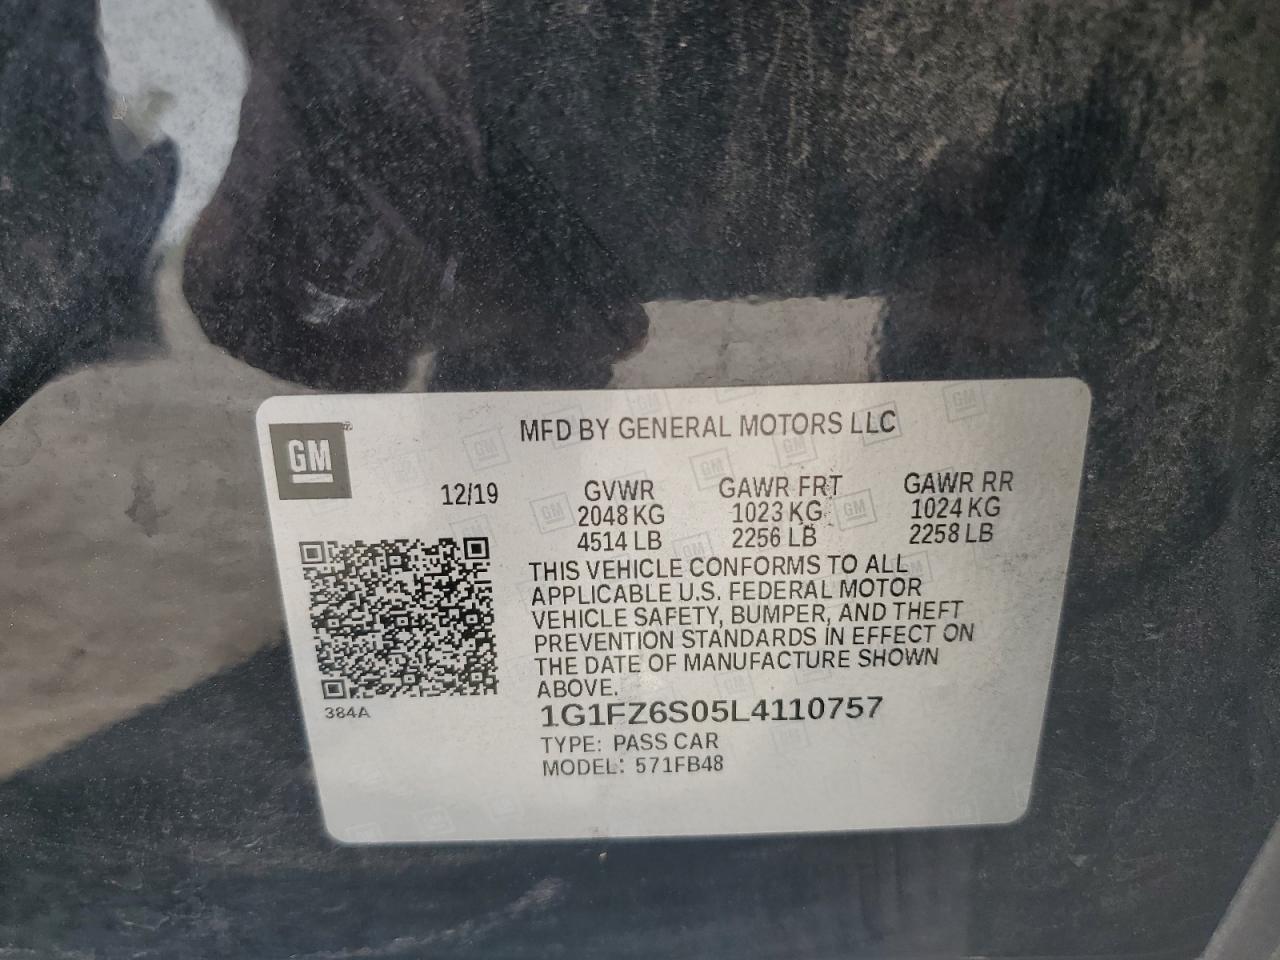 GM
MFD BY GENERAL MOTORS LLC
12/19
GVWR GAWR FRT GAWR RR
2048 KG 1023 KG 1024 KG
4514 LB 2256 LB 2258 LB
THIS VEHICLE CONFORMS TO ALL
APPLICABLE U.S. FEDERAL MOTOR
VEHICLE SAFETY, BUMPER, AND THEFT
PREVENTION STANDARDS IN EFFECT ON
THE DATE OF MANUFACTURE SHOWN
ABOVE.
384A
1G1FZ6S05L4110757
TYPE: PASS CAR
MODEL: 571FB48